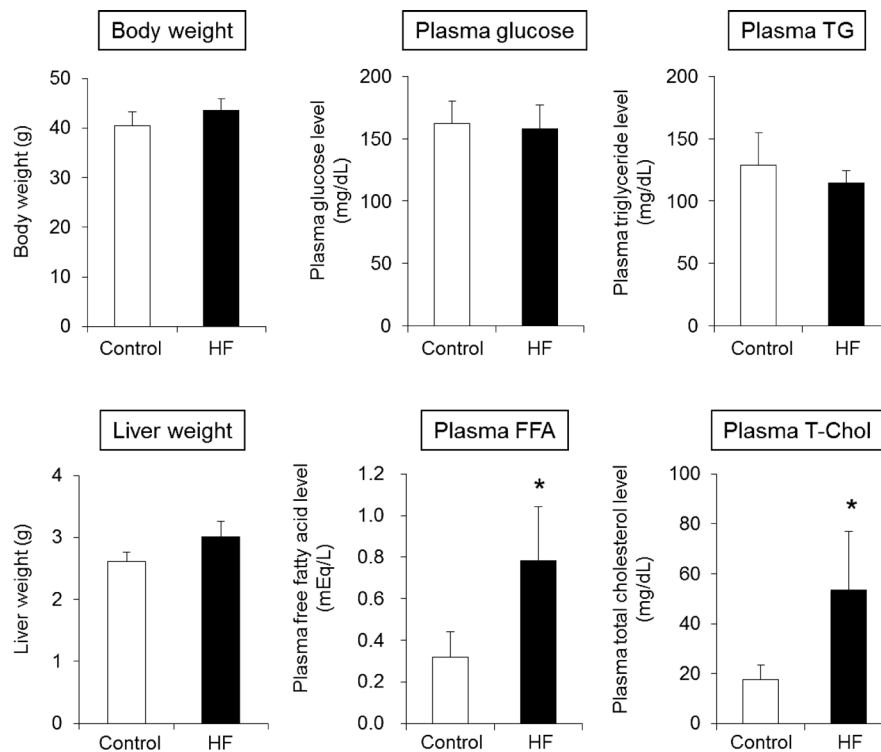 Body weight
Body weight (g)
50
40
30
20
10
0
Control HF
Plasma glucose
Plasma glucose level
(mg/dL)
200
150
100
50
0
Control HF
Plasma TG
Plasma triglyceride level
(mg/dL)
200
150
100
50
0
Control HF
Liver weight
Liver weight (g)
4
3
2
1
0
Control HF
Plasma FFA
Plasma free fatty acid level
(mEq/L)
1.2
1.0
0.8
0.6
0.4
0.2
0.0
*
Control HF
Plasma T-Chol
Plasma total cholesterol level
(mg/dL)
100
80
60
40
20
0
*
Control HF